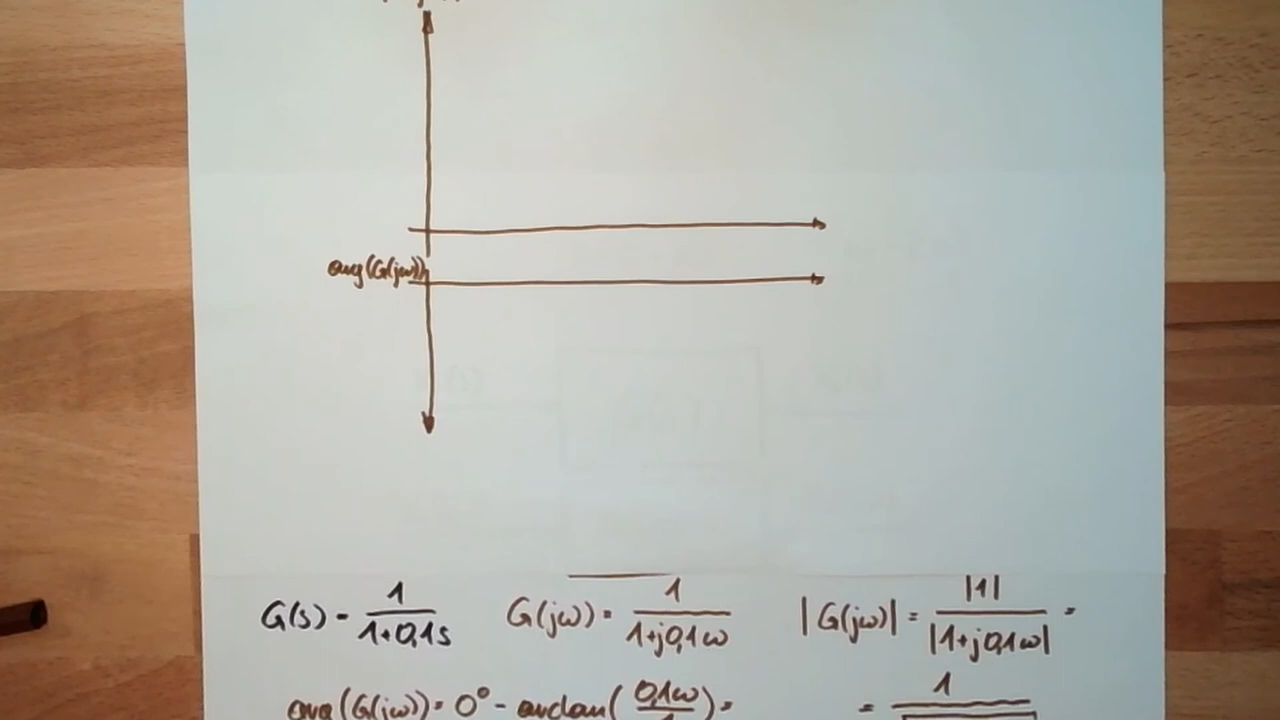 arg(G(jω))
G(s) = 1/(1+0,1s) G(jω) = 1/(1+j0,1ω) |G(jω)| = |1|/|1+j0,1ω| =
arg(G(jω)) = 0° - arctan(0,1ω/1) = = 1/